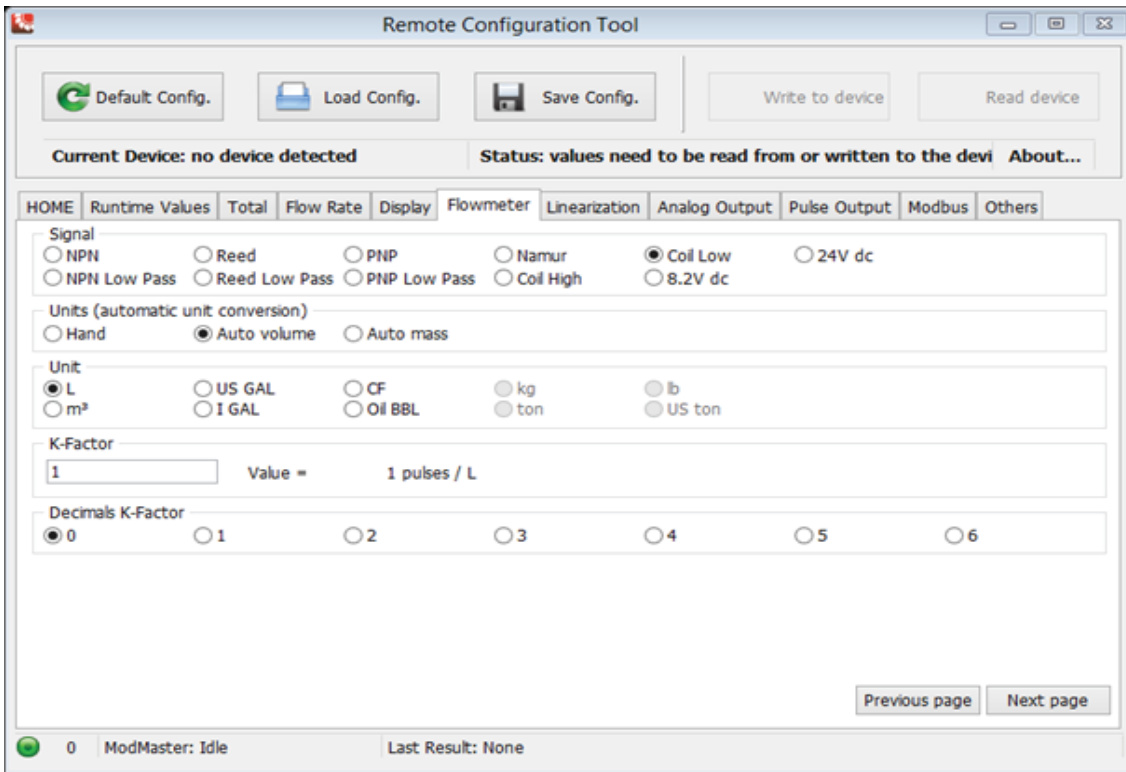 Remote Configuration Tool
Default Config. Load Config. Save Config. Write to device Read device
Current Device: no device detected Status: values need to be read from or written to the devi About...
HOME Runtime Values Total Flow Rate Display Flowmeter Linearization Analog Output Pulse Output Modbus Others
Signal
NPN Reed PNP Namur Coil Low 24V dc
NPN Low Pass Reed Low Pass PNP Low Pass Coil High 8.2V dc
Units (automatic unit conversion)
Hand Auto volume Auto mass
Unit
L US GAL CF kg lb
m³ I GAL Oil BBL ton US ton
K-Factor
1 Value = 1 pulses / L
Decimals K-Factor
0 1 2 3 4 5 6
Previous page Next page
0 ModMaster: Idle Last Result: None